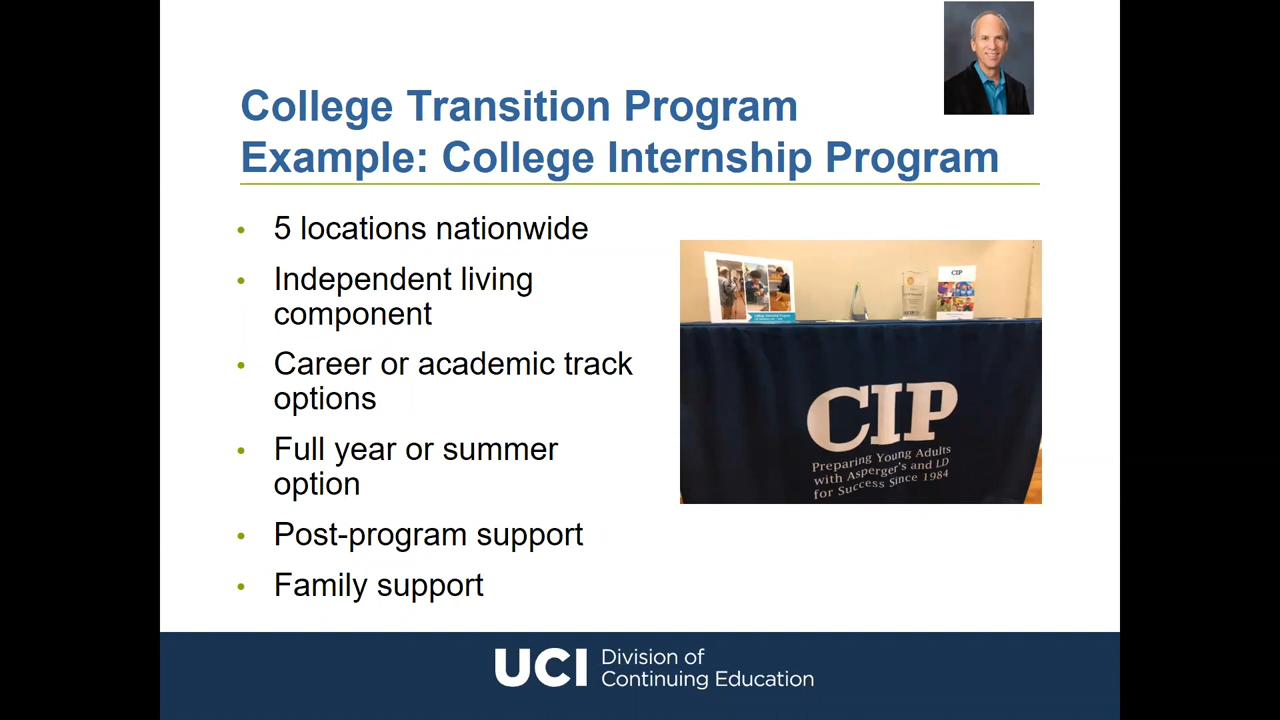 College Transition Program
Example: College Internship Program
• 5 locations nationwide
• Independent living
component
• Career or academic track
options
• Full year or summer
option
• Post-program support
• Family support
CIP
CIP
Preparing Young Adults
with Asperger's and LD
for Success Since 1984
UCI Division of
Continuing Education